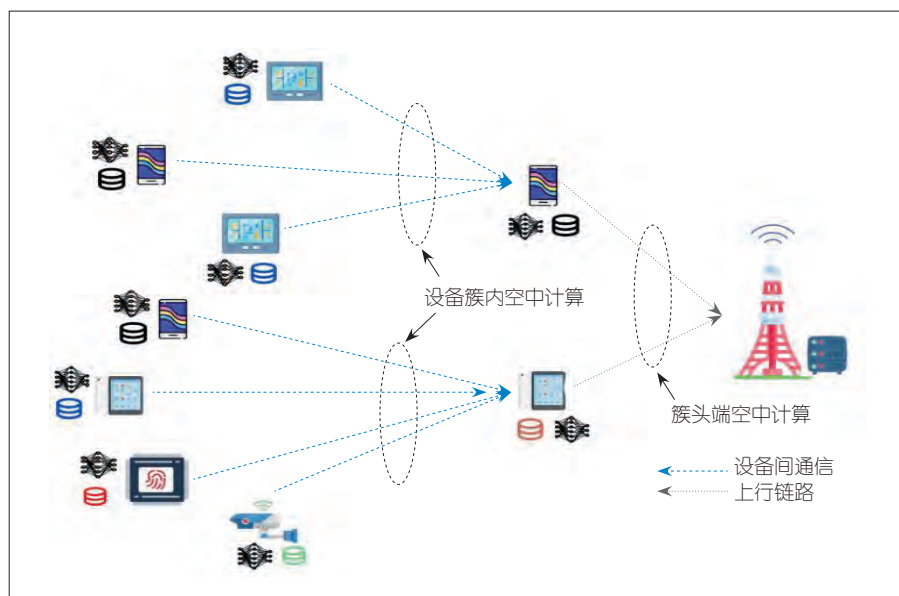 设备簇内空中计算
簇头端空中计算
设备间通信
上行链路